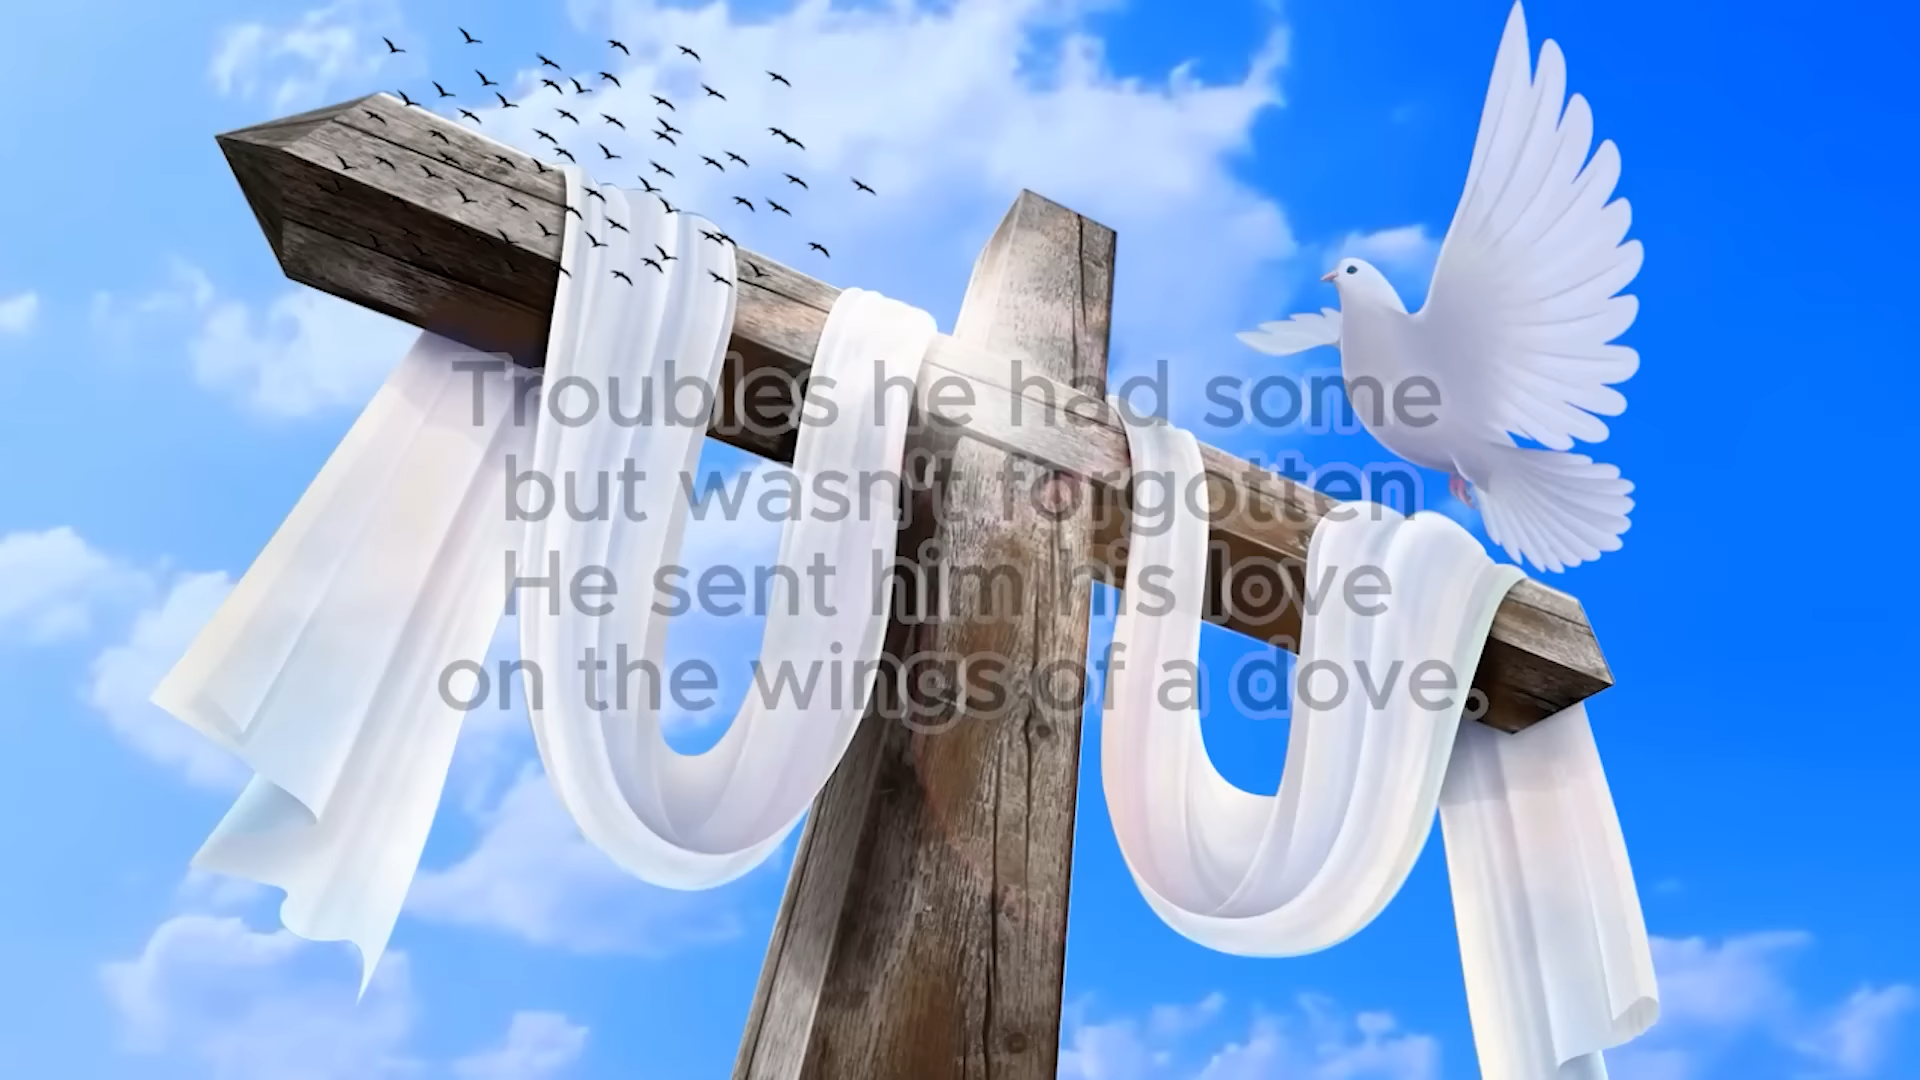 Troubles he had some
but wasn't forgotten
He sent him his love
on the wings of a dove.